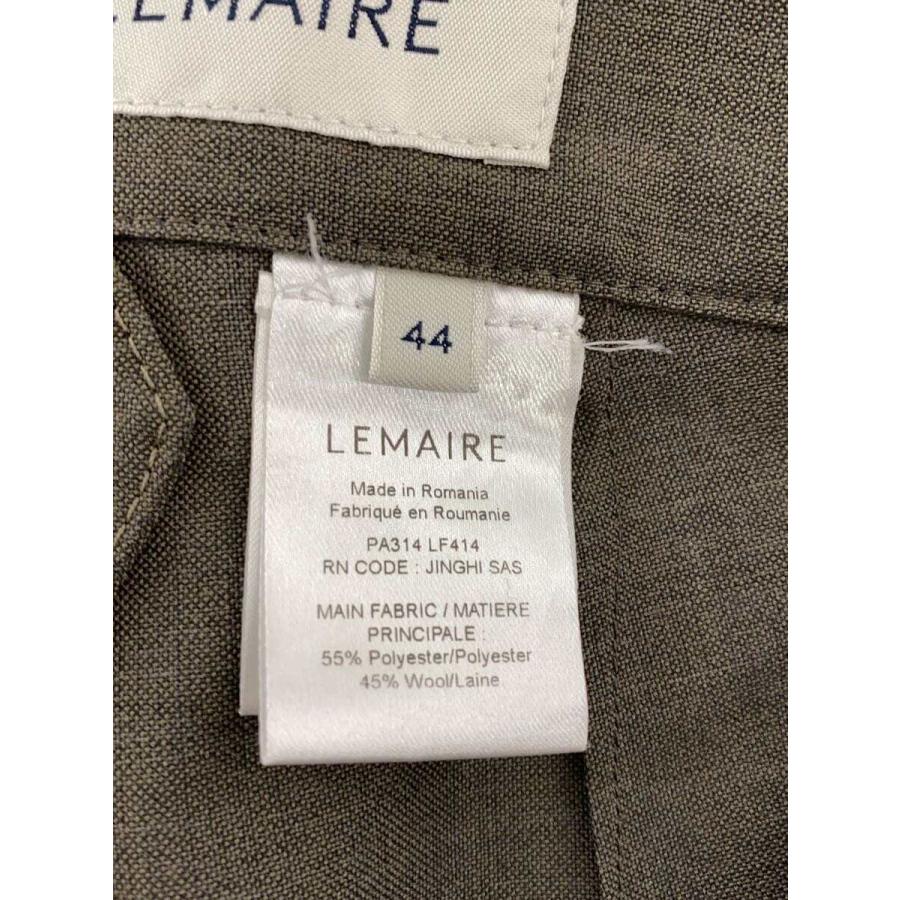 LEMAIRE
44
LEMAIRE
Made in Romania
Fabriqué en Roumanie
PA314 LF414
RN CODE : JINGHI SAS
MAIN FABRIC / MATIERE
PRINCIPALE :
55% Polyester/Polyester
45% Wool/Laine